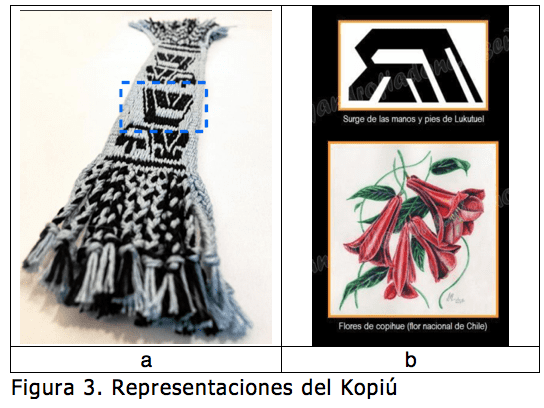 Surge de las manos y pies de Lukutuel
Flores de copihue (flor nacional de Chile)
a
b
Figura 3. Representaciones del Kopiú